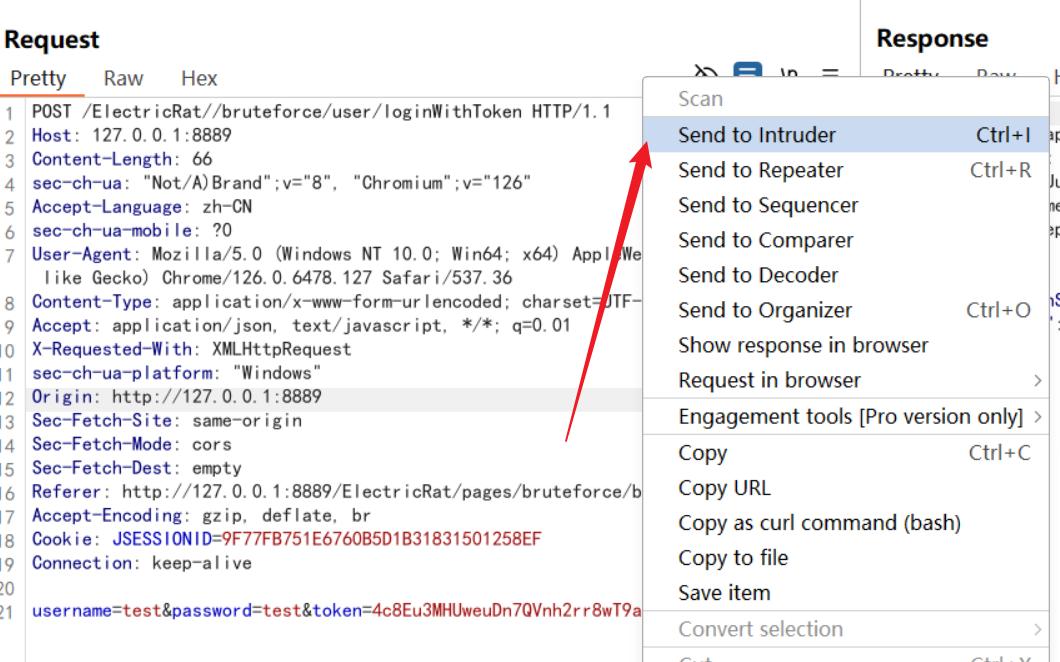 Request
Response
Pretty Raw Hex
1 POST /ElectricRat//bruteforce/user/loginWithToken HTTP/1.1
2 Host: 127.0.0.1:8889
3 Content-Length: 66
4 sec-ch-ua: "Not/A)Brand";v="8", "Chromium";v="126"
5 Accept-Language: zh-CN
6 sec-ch-ua-mobile: ?0
7 User-Agent: Mozilla/5.0 (Windows NT 10.0; Win64; x64) AppleWe
like Gecko) Chrome/126.0.6478.127 Safari/537.36
8 Content-Type: application/x-www-form-urlencoded; charset=UTF-
9 Accept: application/json, text/javascript, */*; q=0.01
10 X-Requested-With: XMLHttpRequest
11 sec-ch-ua-platform: "Windows"
12 Origin: http://127.0.0.1:8889
13 Sec-Fetch-Site: same-origin
14 Sec-Fetch-Mode: cors
15 Sec-Fetch-Dest: empty
16 Referer: http://127.0.0.1:8889/ElectricRat/pages/bruteforce/b
17 Accept-Encoding: gzip, deflate, br
18 Cookie: JSESSIONID=9F77FB751E6760B5D1B31831501258EF
19 Connection: keep-alive
20
21 username=test&password=test&token=4c8Eu3MHUweuDn7QVnh2rr8wT9a
Scan
Send to Intruder Ctrl+I
Send to Repeater Ctrl+R
Send to Sequencer
Send to Comparer
Send to Decoder
Send to Organizer Ctrl+O
Show response in browser
Request in browser
Engagement tools [Pro version only]
Copy Ctrl+C
Copy URL
Copy as curl command (bash)
Copy to file
Save item
Convert selection